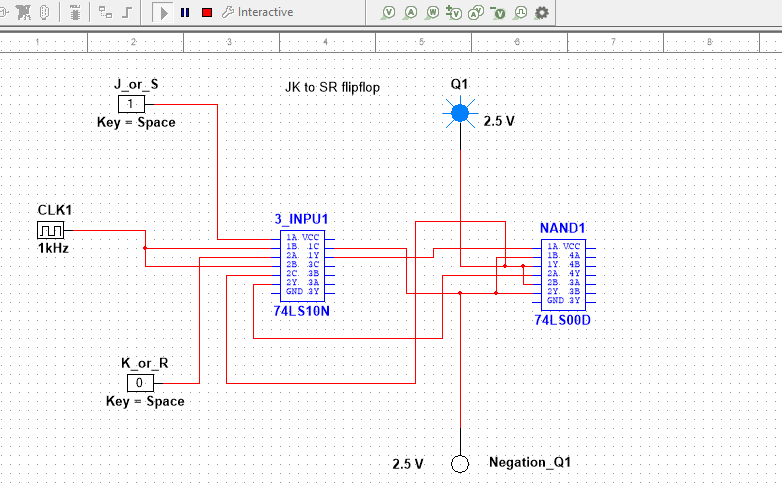 Interactive
1 2 3 4 5 6 7 8
J_or_S
1
Key = Space
JK to SR flipflop
Q1
2.5 V
CLK1
1kHz
3_INPU1
1A VCC
1B 1C
2A 1Y
2B 3C
2C 3B
2Y 3A
GND 3Y
74LS10N
NAND1
1A VCC
1B 4A
1Y 4B
2A 4Y
2B 3A
2Y 3B
GND 3Y
74LS00D
K_or_R
0
Key = Space
2.5 V
Negation_Q1